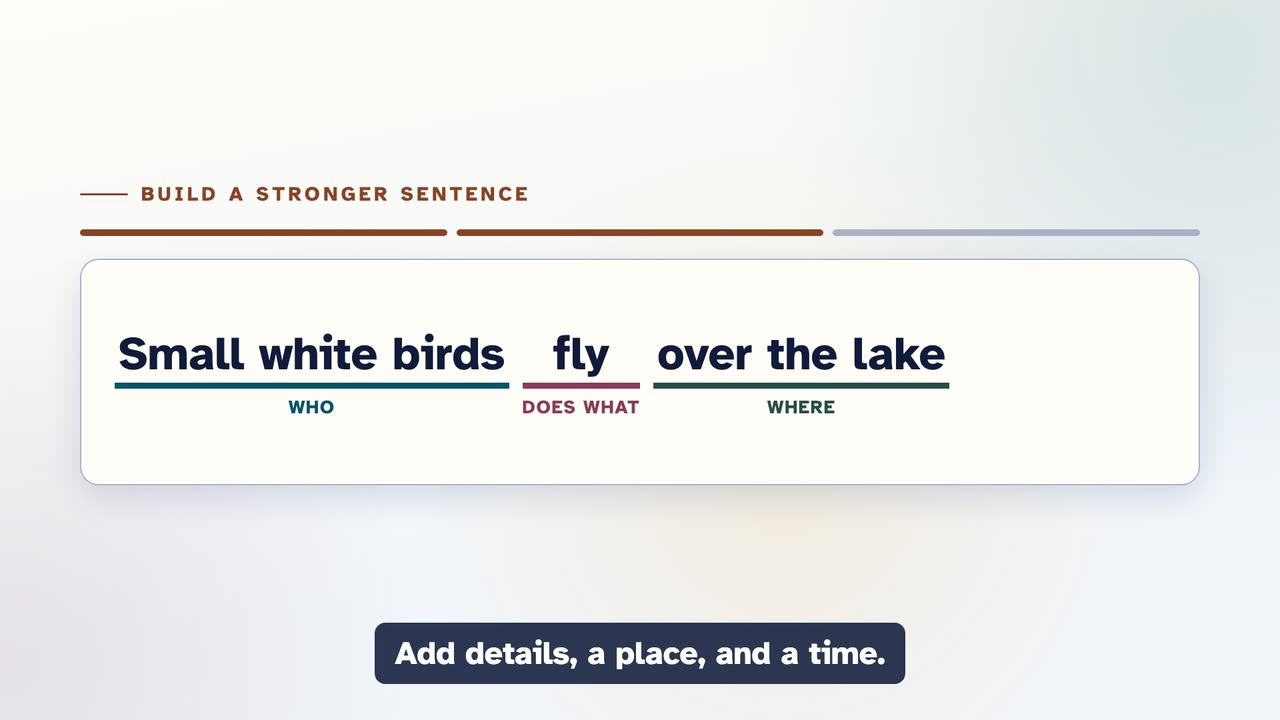 BUILD A STRONGER SENTENCE
Small white birds fly over the lake
WHO DOES WHAT WHERE
Add details, a place, and a time.